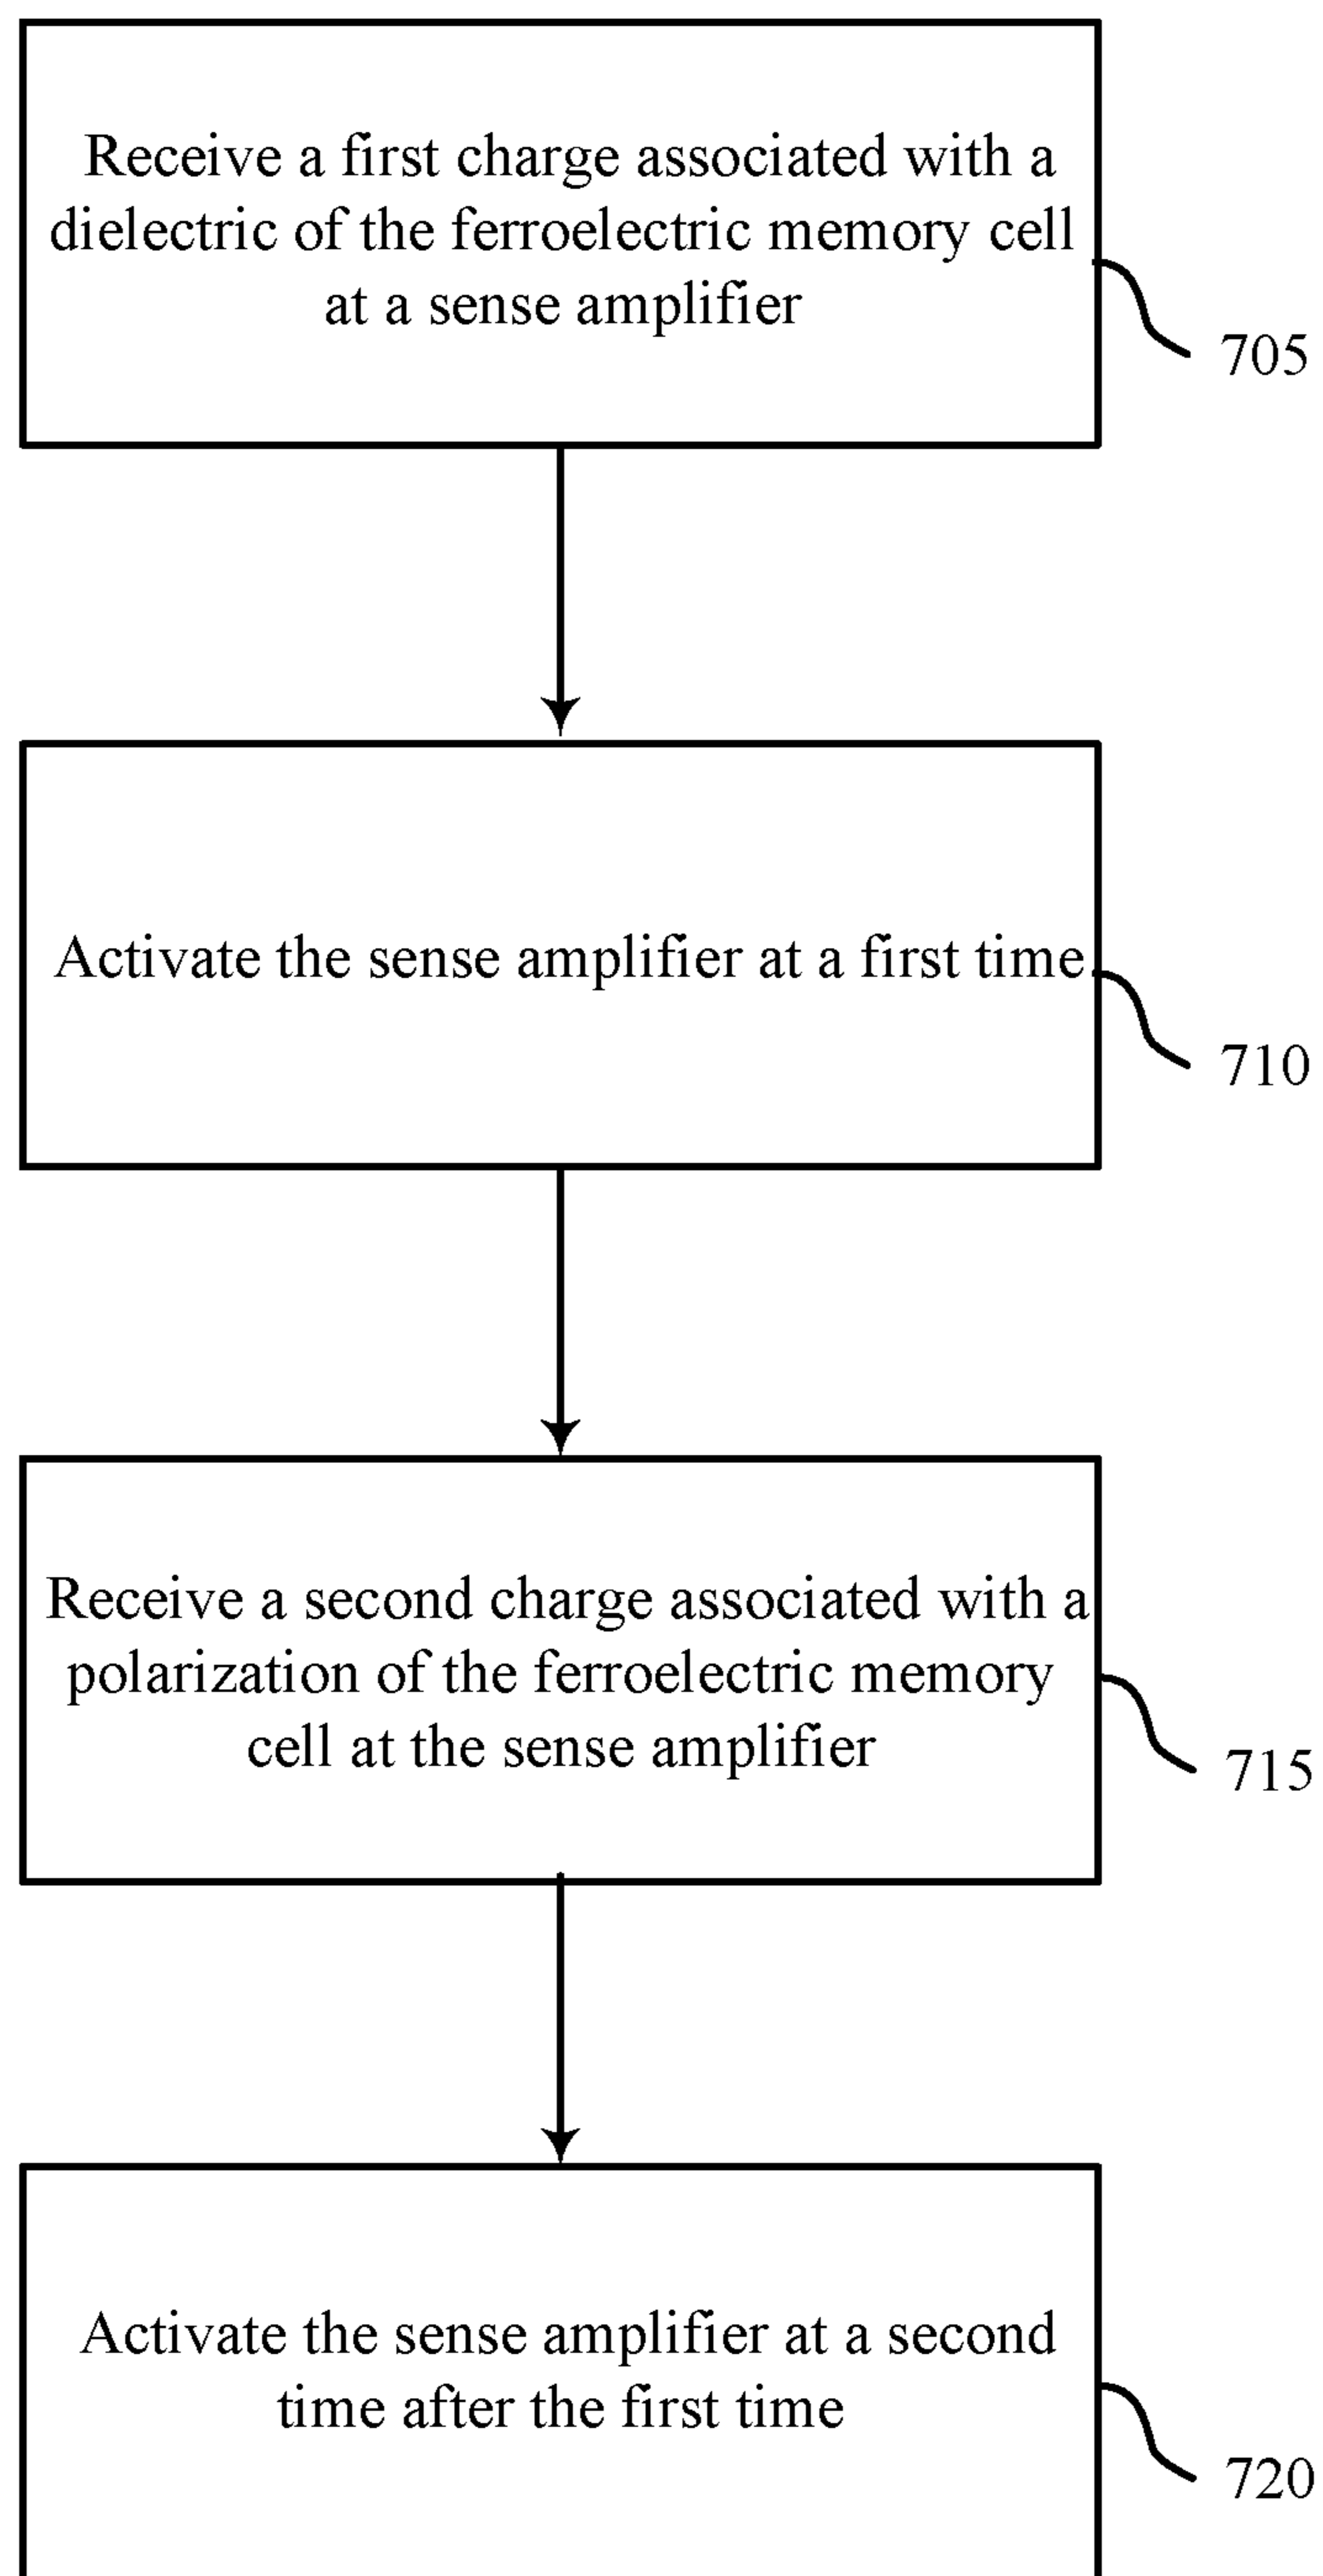 Receive a first charge associated with a
dielectric of the ferroelectric memory cell
at a sense amplifier
705
Activate the sense amplifier at a first time
710
Receive a second charge associated with a
polarization of the ferroelectric memory
cell at the sense amplifier
715
Activate the sense amplifier at a second
time after the first time
720